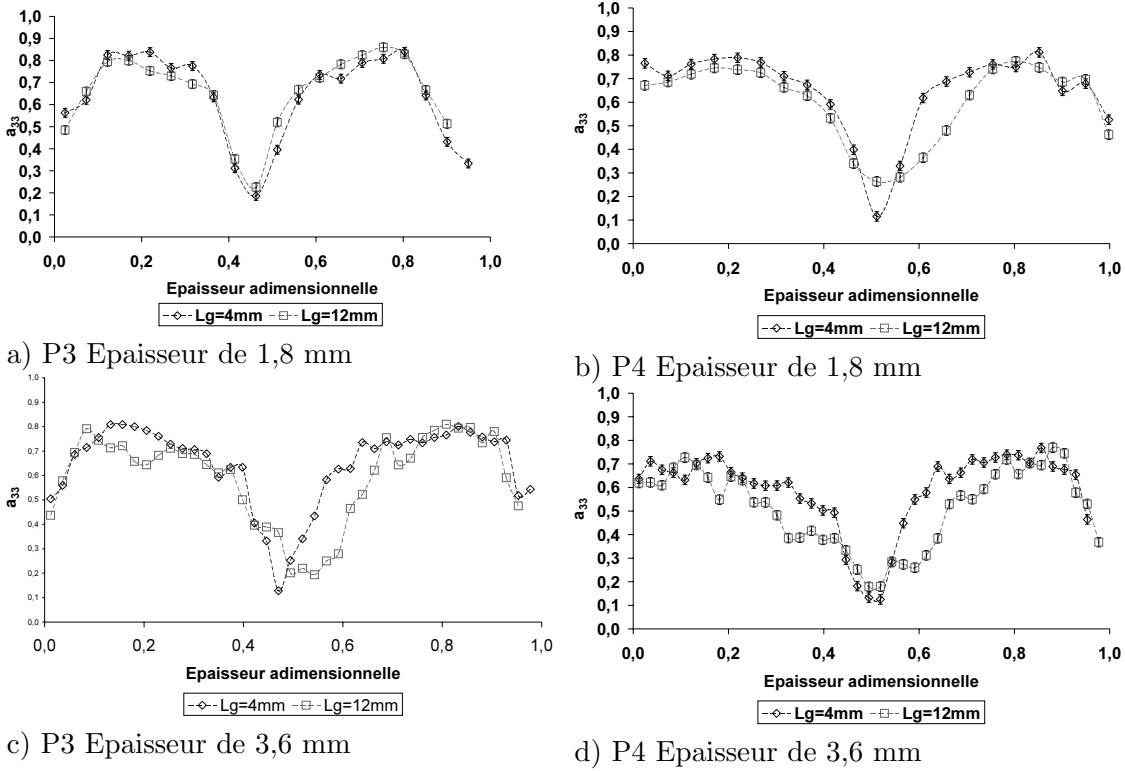 1,0
0,9
0,8
0,7
0,6
0,5
0,4
0,3
0,2
0,1
0,0
a33
0,0 0,2 0,4 0,6 0,8 1,0
Epaisseur adimensionnelle
Lg=4mm Lg=12mm
a) P3 Epaisseur de 1,8 mm
1,0
0,9
0,8
0,7
0,6
0,5
0,4
0,3
0,2
0,1
0,0
a33
0,0 0,2 0,4 0,6 0,8 1,0
Epaisseur adimensionnelle
Lg=4mm Lg=12mm
b) P4 Epaisseur de 1,8 mm
1,0
0,9
0,8
0,7
0,6
0,5
0,4
0,3
0,2
0,1
0,0
a33
0,0 0,2 0,4 0,6 0,8 1,0
Epaisseur adimensionnelle
Lg=4mm Lg=12mm
c) P3 Epaisseur de 3,6 mm
1,0
0,9
0,8
0,7
0,6
0,5
0,4
0,3
0,2
0,1
0,0
a33
0,0 0,2 0,4 0,6 0,8 1,0
Epaisseur adimensionnelle
Lg=4mm Lg=12mm
d) P4 Epaisseur de 3,6 mm